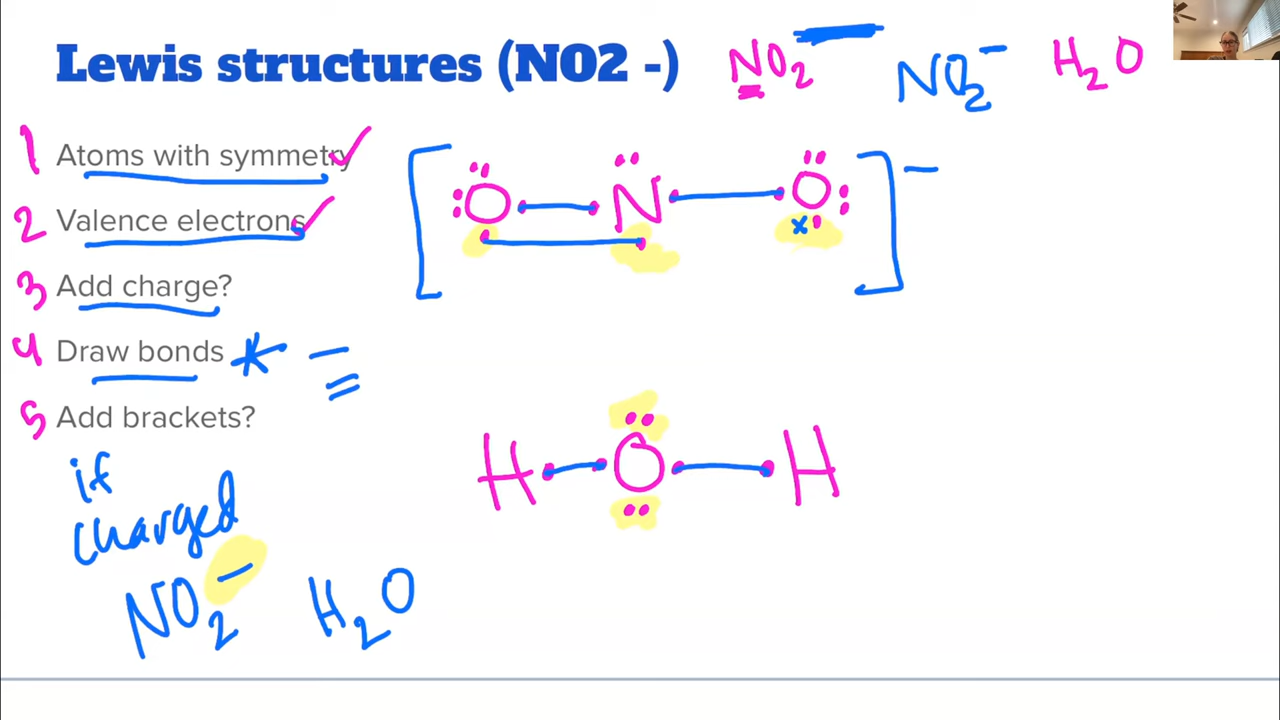 Lewis structures (NO2 -)
NO2 — NO2− H2O
1 Atoms with symmetry
2 Valence electrons
3 Add charge?
4 Draw bonds * − =
5 Add brackets?
if
charged
NO2− H2O
[O N O]−
H O H